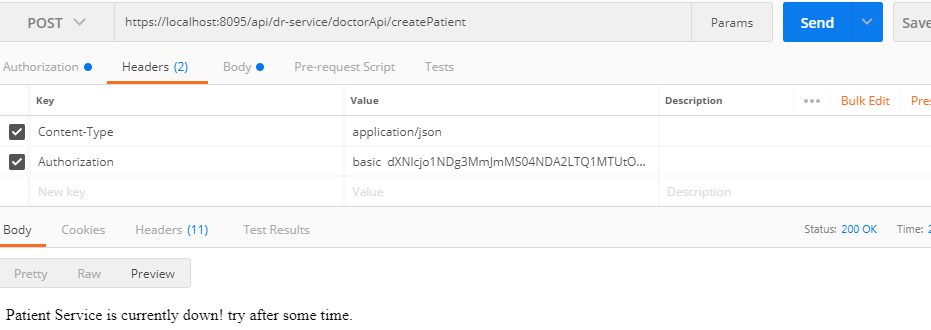 POST https://localhost:8095/api/dr-service/doctorApi/createPatient Params Send Save
Authorization Headers (2) Body Pre-request Script Tests
Key Value Description ••• Bulk Edit Pre
Content-Type application/json
Authorization basic dXNlcjo1NDg3MmJmMS04NDA2LTQ1MTUtO...
New key Value Description
Body Cookies Headers (11) Test Results Status: 200 OK Time: 2
Pretty Raw Preview
Patient Service is currently down! try after some time.